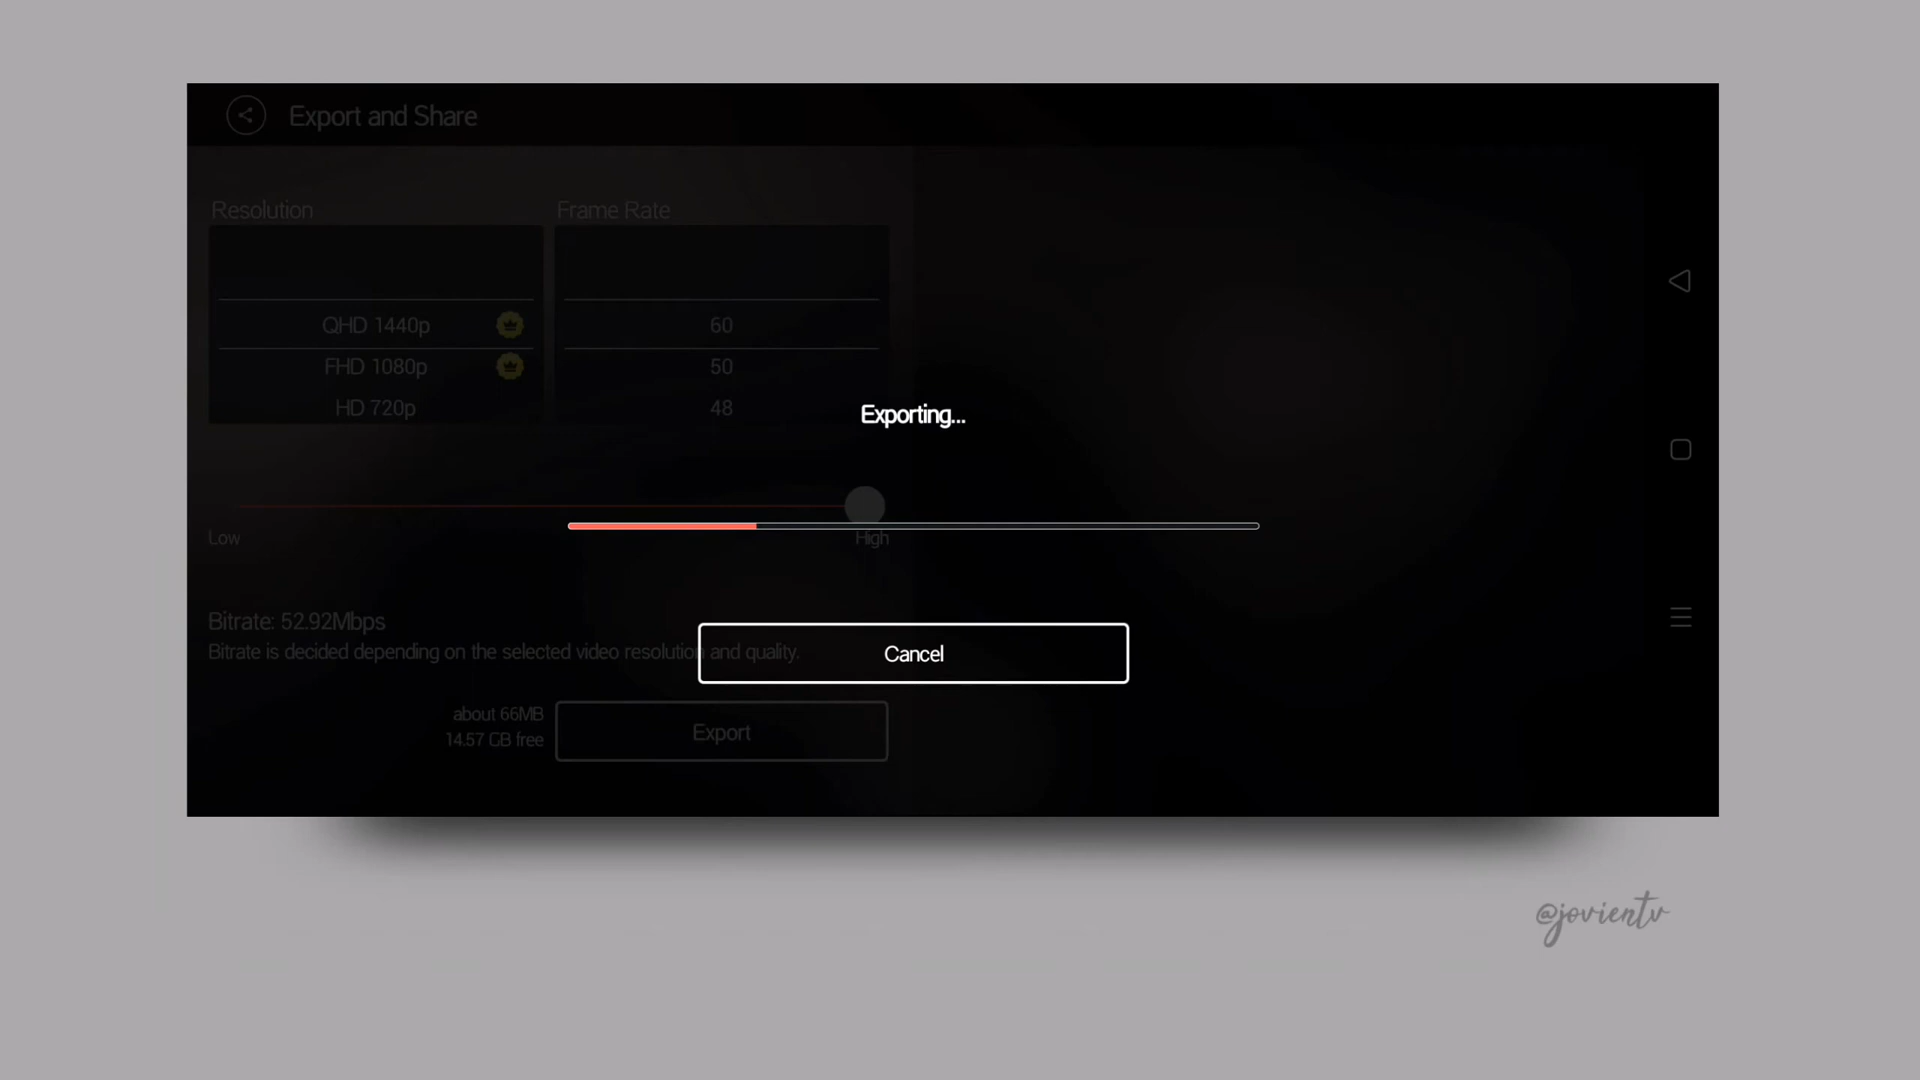 Export and Share
Resolution
Frame Rate
QHD 1440p
60
FHD 1080p
50
HD 720p
48
Exporting...
Low
High
Bitrate: 52.92Mbps
Bitrate is decided depending on the selected video resolution and quality.
Cancel
about 66MB
14.57 GB free
Export
@jovientv